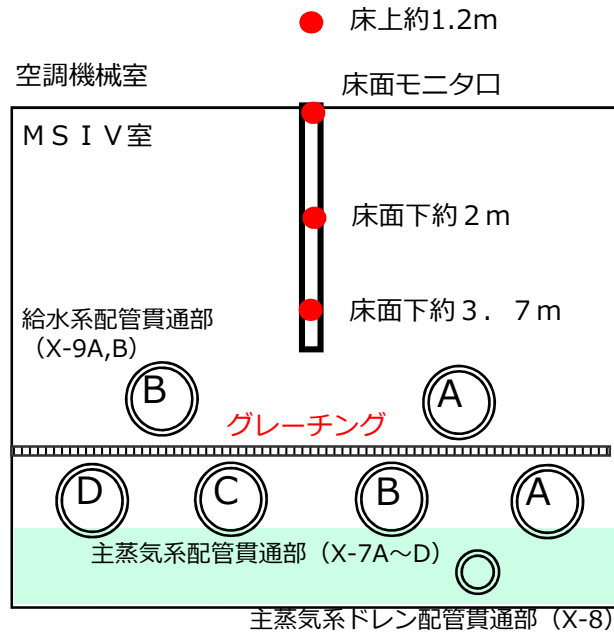 床上約1.2m
空調機械室
床面モニタ口
ＭＳＩＶ室
床面下約２ｍ
床面下約３．７ｍ
給水系配管貫通部
（X-9A,B）
B
A
グレーチング
D
C
B
A
主蒸気系配管貫通部（X-7A～D）
主蒸気系ドレン配管貫通部（X-8）